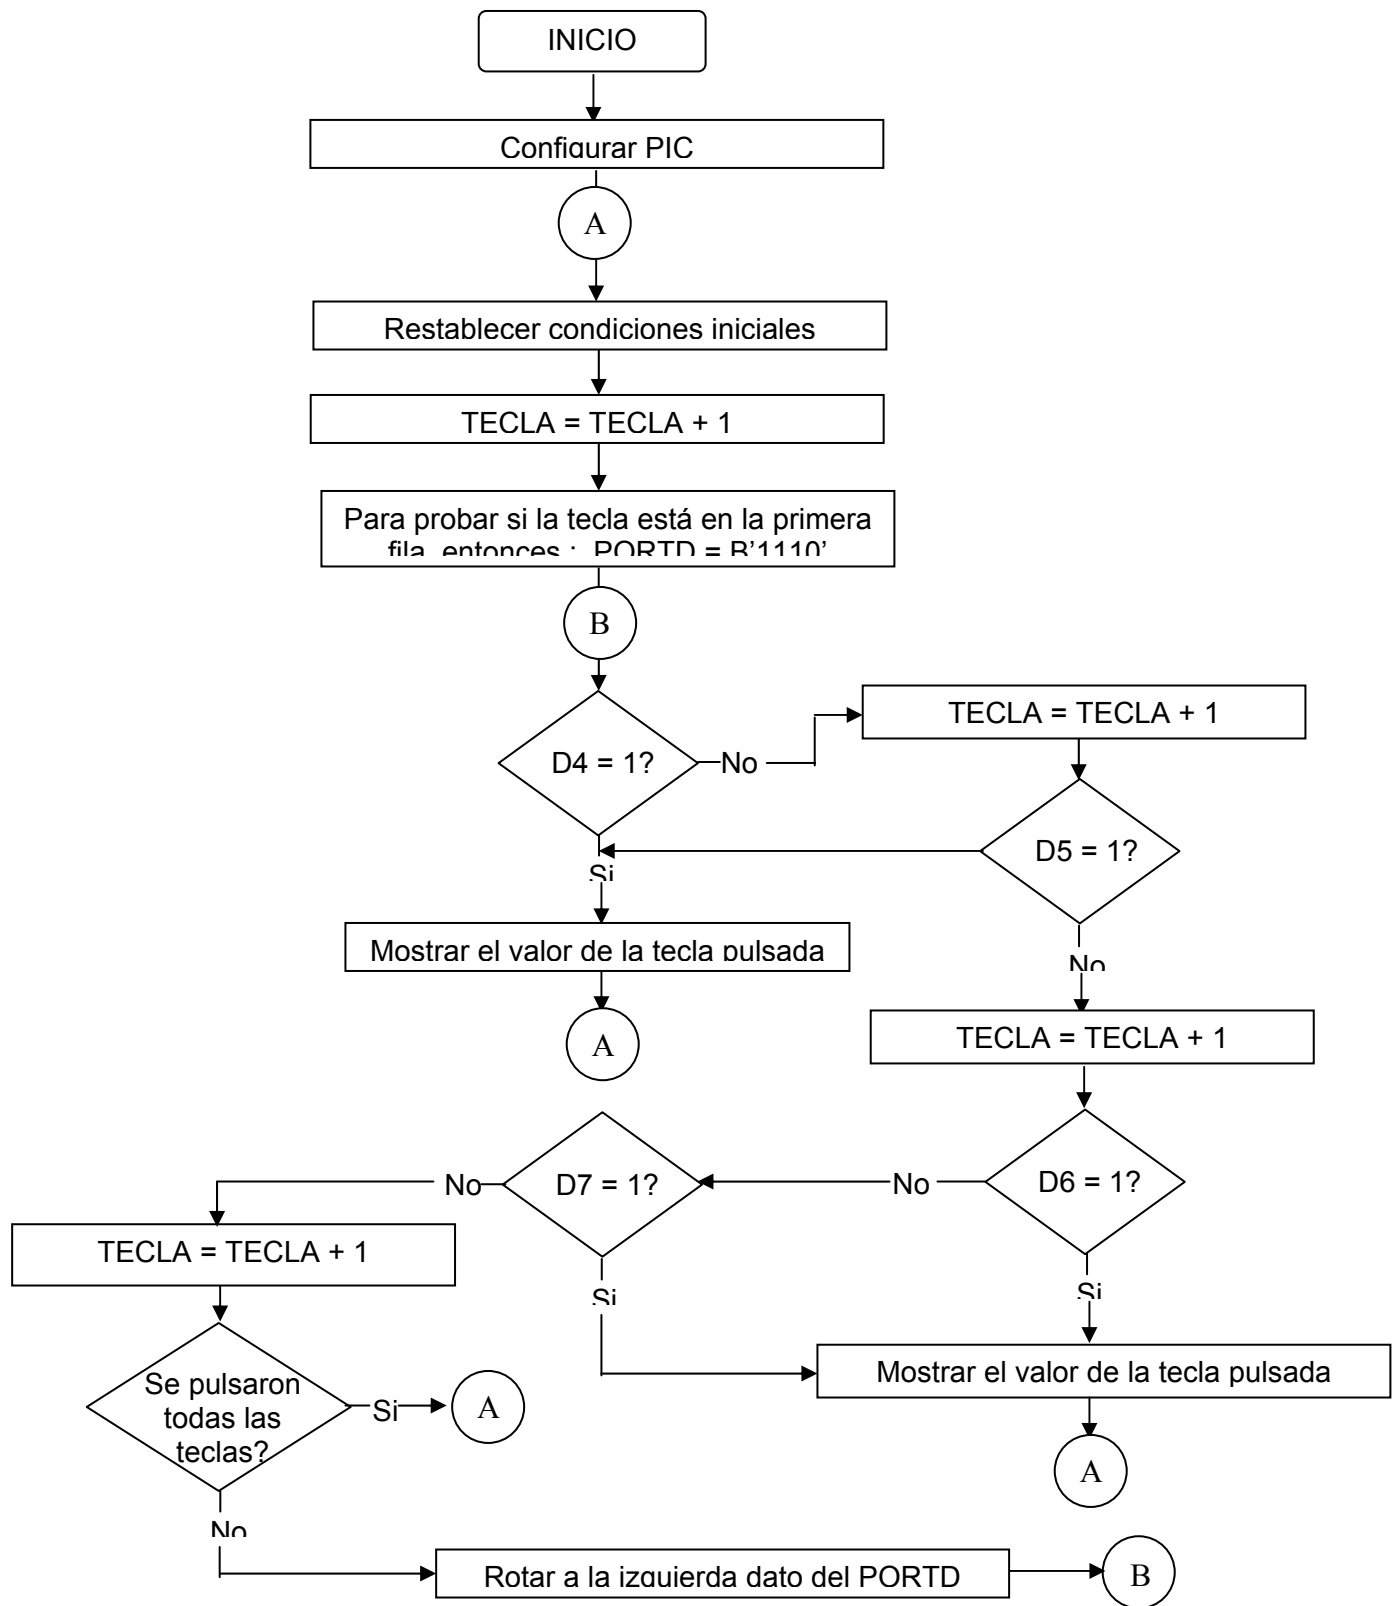 INICIO
Configurar PIC
A
Restablecer condiciones iniciales
TECLA = TECLA + 1
Para probar si la tecla está en la primera
fila entonces : PORTD = B'1110'
B
D4 = 1?
No
TECLA = TECLA + 1
D5 = 1?
Si
No
Mostrar el valor de la tecla pulsada
A
TECLA = TECLA + 1
D6 = 1?
No
D7 = 1?
No
TECLA = TECLA + 1
Si
Si
Mostrar el valor de la tecla pulsada
A
Se pulsaron
todas las
teclas?
Si
A
No
Rotar a la izquierda dato del PORTD
B